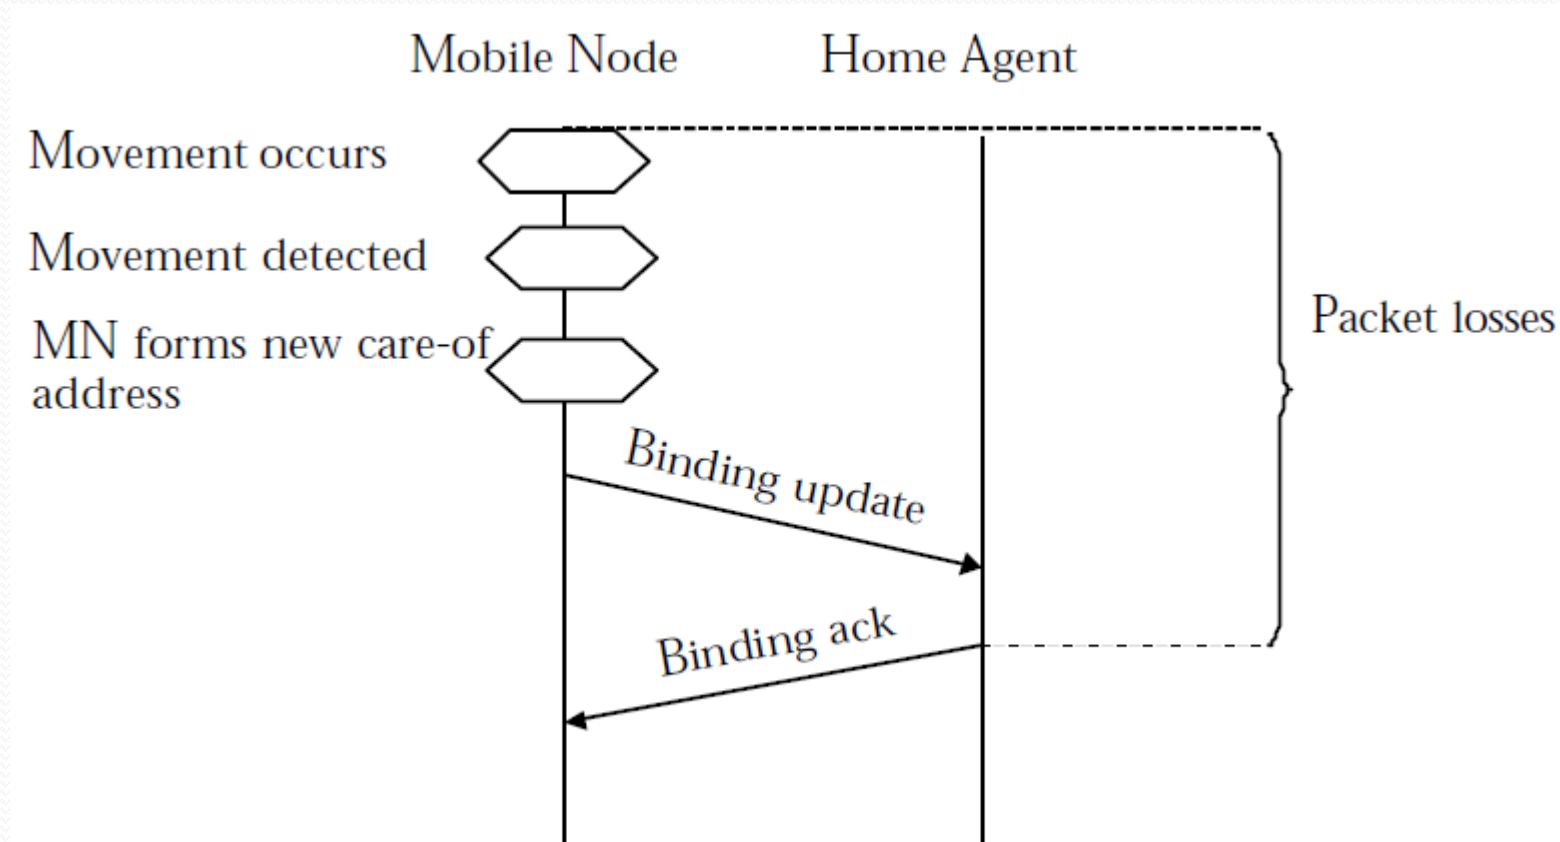 Mobile Node
Home Agent
Movement occurs
Movement detected
MN forms new care-of
address
Packet losses
Binding update
Binding ack